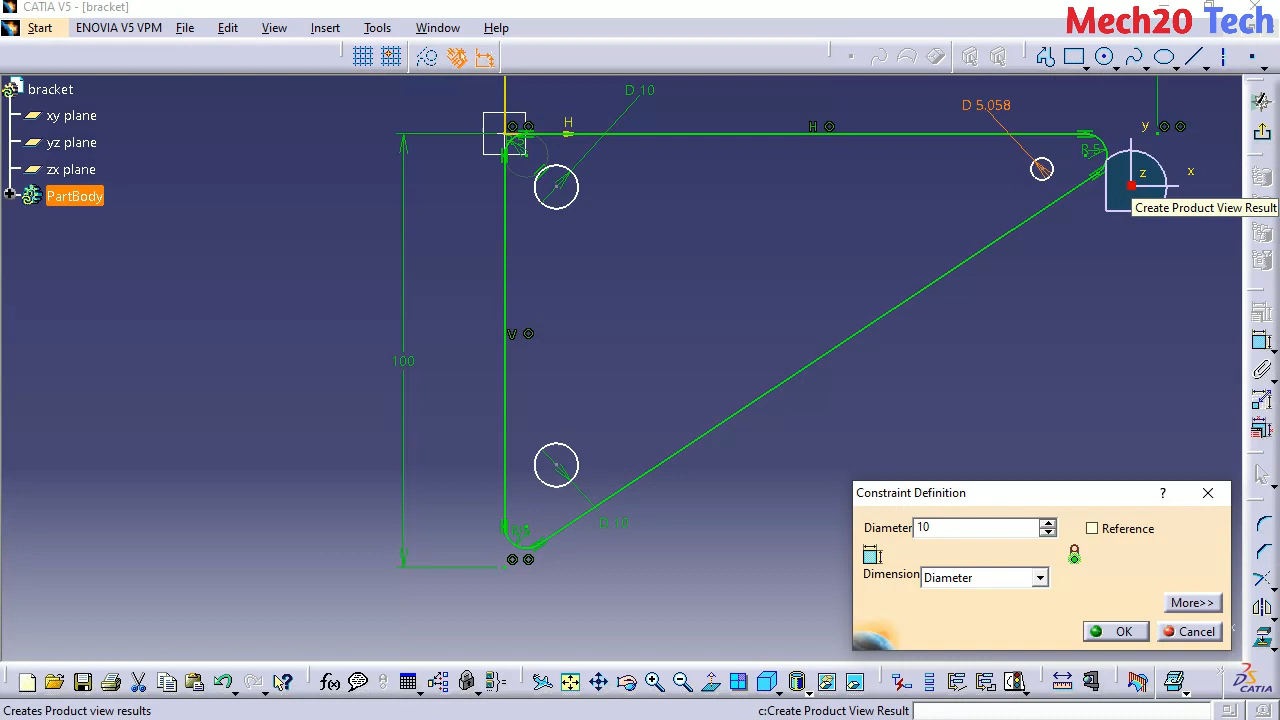 CATIA V5 - [bracket]
Mech20 Tech
Start ENOVIA V5 VPM File Edit View Insert Tools Window Help
bracket
xy plane
yz plane
zx plane
PartBody
D 10
D 5.058
H
H
y
R 5
z
x
Create Product View Result
V
100
Constraint Definition
?
Diameter 10
Reference
Dimension Diameter
More>>
OK Cancel
f(x)
CATIA
Creates Product view results
c:Create Product View Result